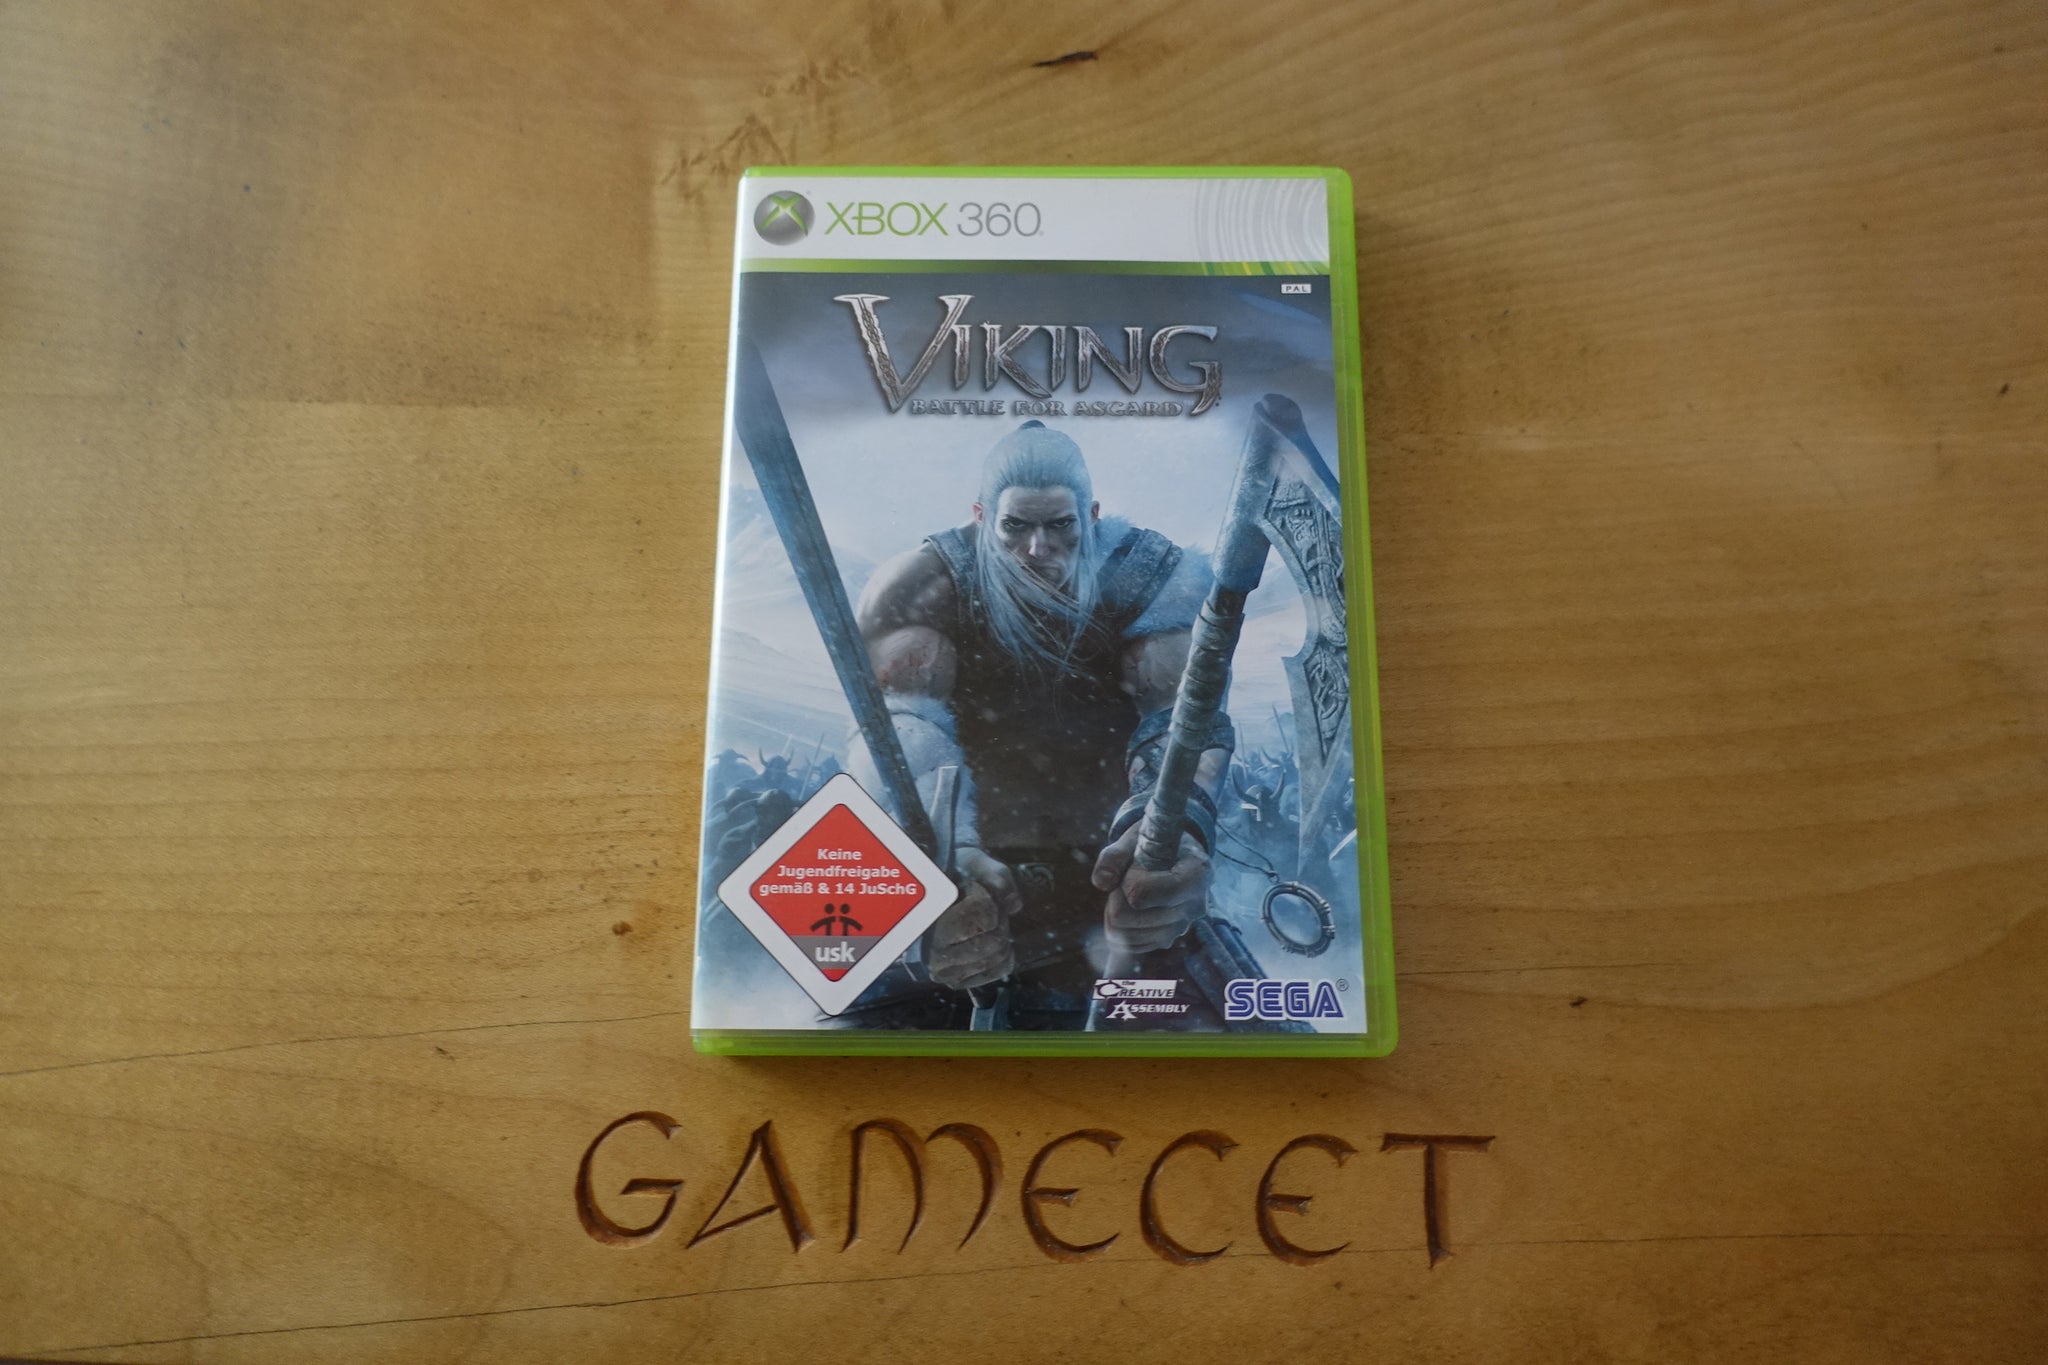 XBOX 360
PAL
VIKING
BATTLE FOR ASGARD
Keine
Jugendfreigabe
gemäß & 14 JuSchG
usk
the
CREATIVE
ASSEMBLY
SEGA®
GAMECET